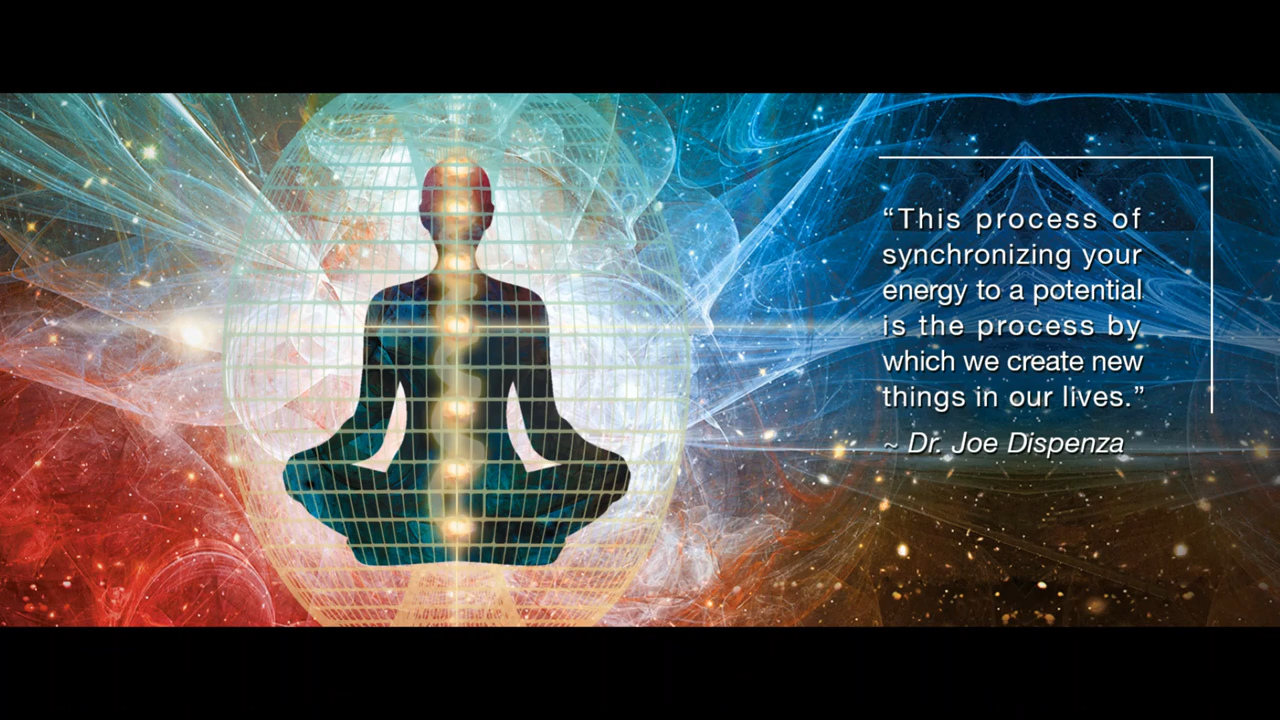 “This process of
synchronizing your
energy to a potential
is the process by
which we create new
things in our lives.”
~ Dr. Joe Dispenza